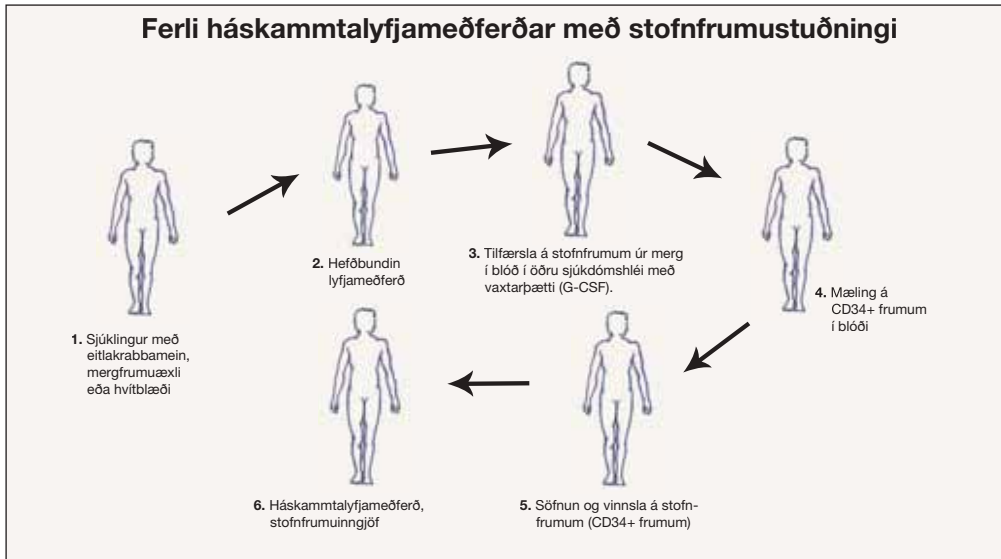 Ferli háskammtalyfjameðferðar með stofnfrumustuðningi
1. Sjúklingur með
eitlakrabbamein,
mergfrumuæxli
eða hvítblæði
2. Hefðbundin
lyfjameðferð
3. Tilfærsla á stofnfrumum úr merg
í blóð í öðru sjúkdómshléi með
vaxtarþætti (G-CSF).
4. Mæling á
CD34+ frumum
í blóði
5. Söfnun og vinnsla á stofn-
frumum (CD34+ frumum)
6. Háskammtalyfjameðferð,
stofnfrumuinngjöf